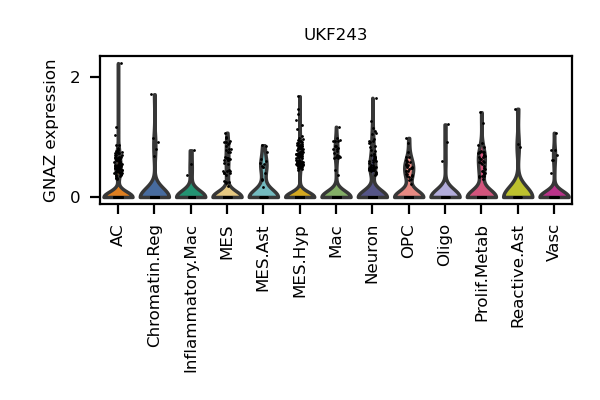 UKF243
GNAZ expression
2
0
AC
Chromatin.Reg
Inflammatory.Mac
MES
MES.Ast
MES.Hyp
Mac
Neuron
OPC
Oligo
Prolif.Metab
Reactive.Ast
Vasc